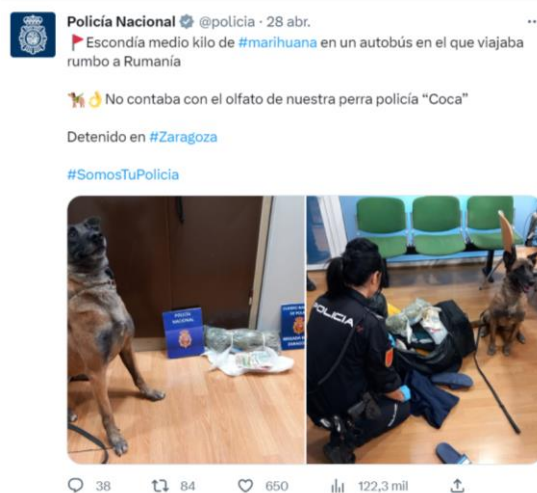 Policía Nacional @policia · 28 abr.
Escondía medio kilo de #marihuana en un autobús en el que viajaba
rumbo a Rumanía
No contaba con el olfato de nuestra perra policía “Coca”
Detenido en #Zaragoza
#SomosTuPolicia
POLICÍA
NACIONAL
POLICIA
38 84 650 122,3 mil